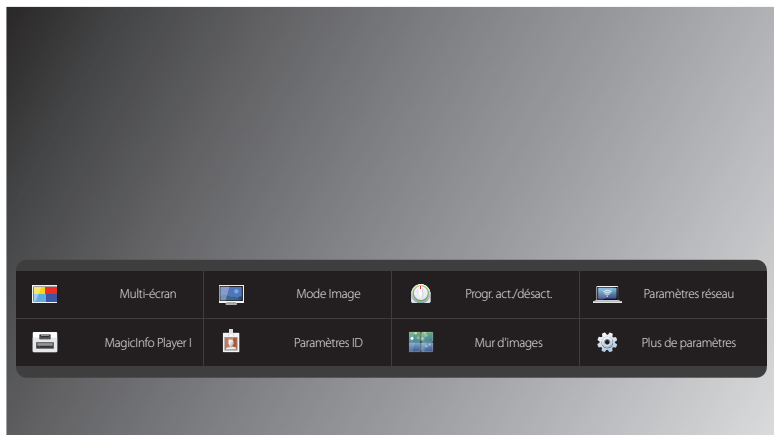 Multi-écran Mode Image Progr. act./désact. Paramètres réseau
MagicInfo Player I Paramètres ID Mur d'images Plus de paramètres